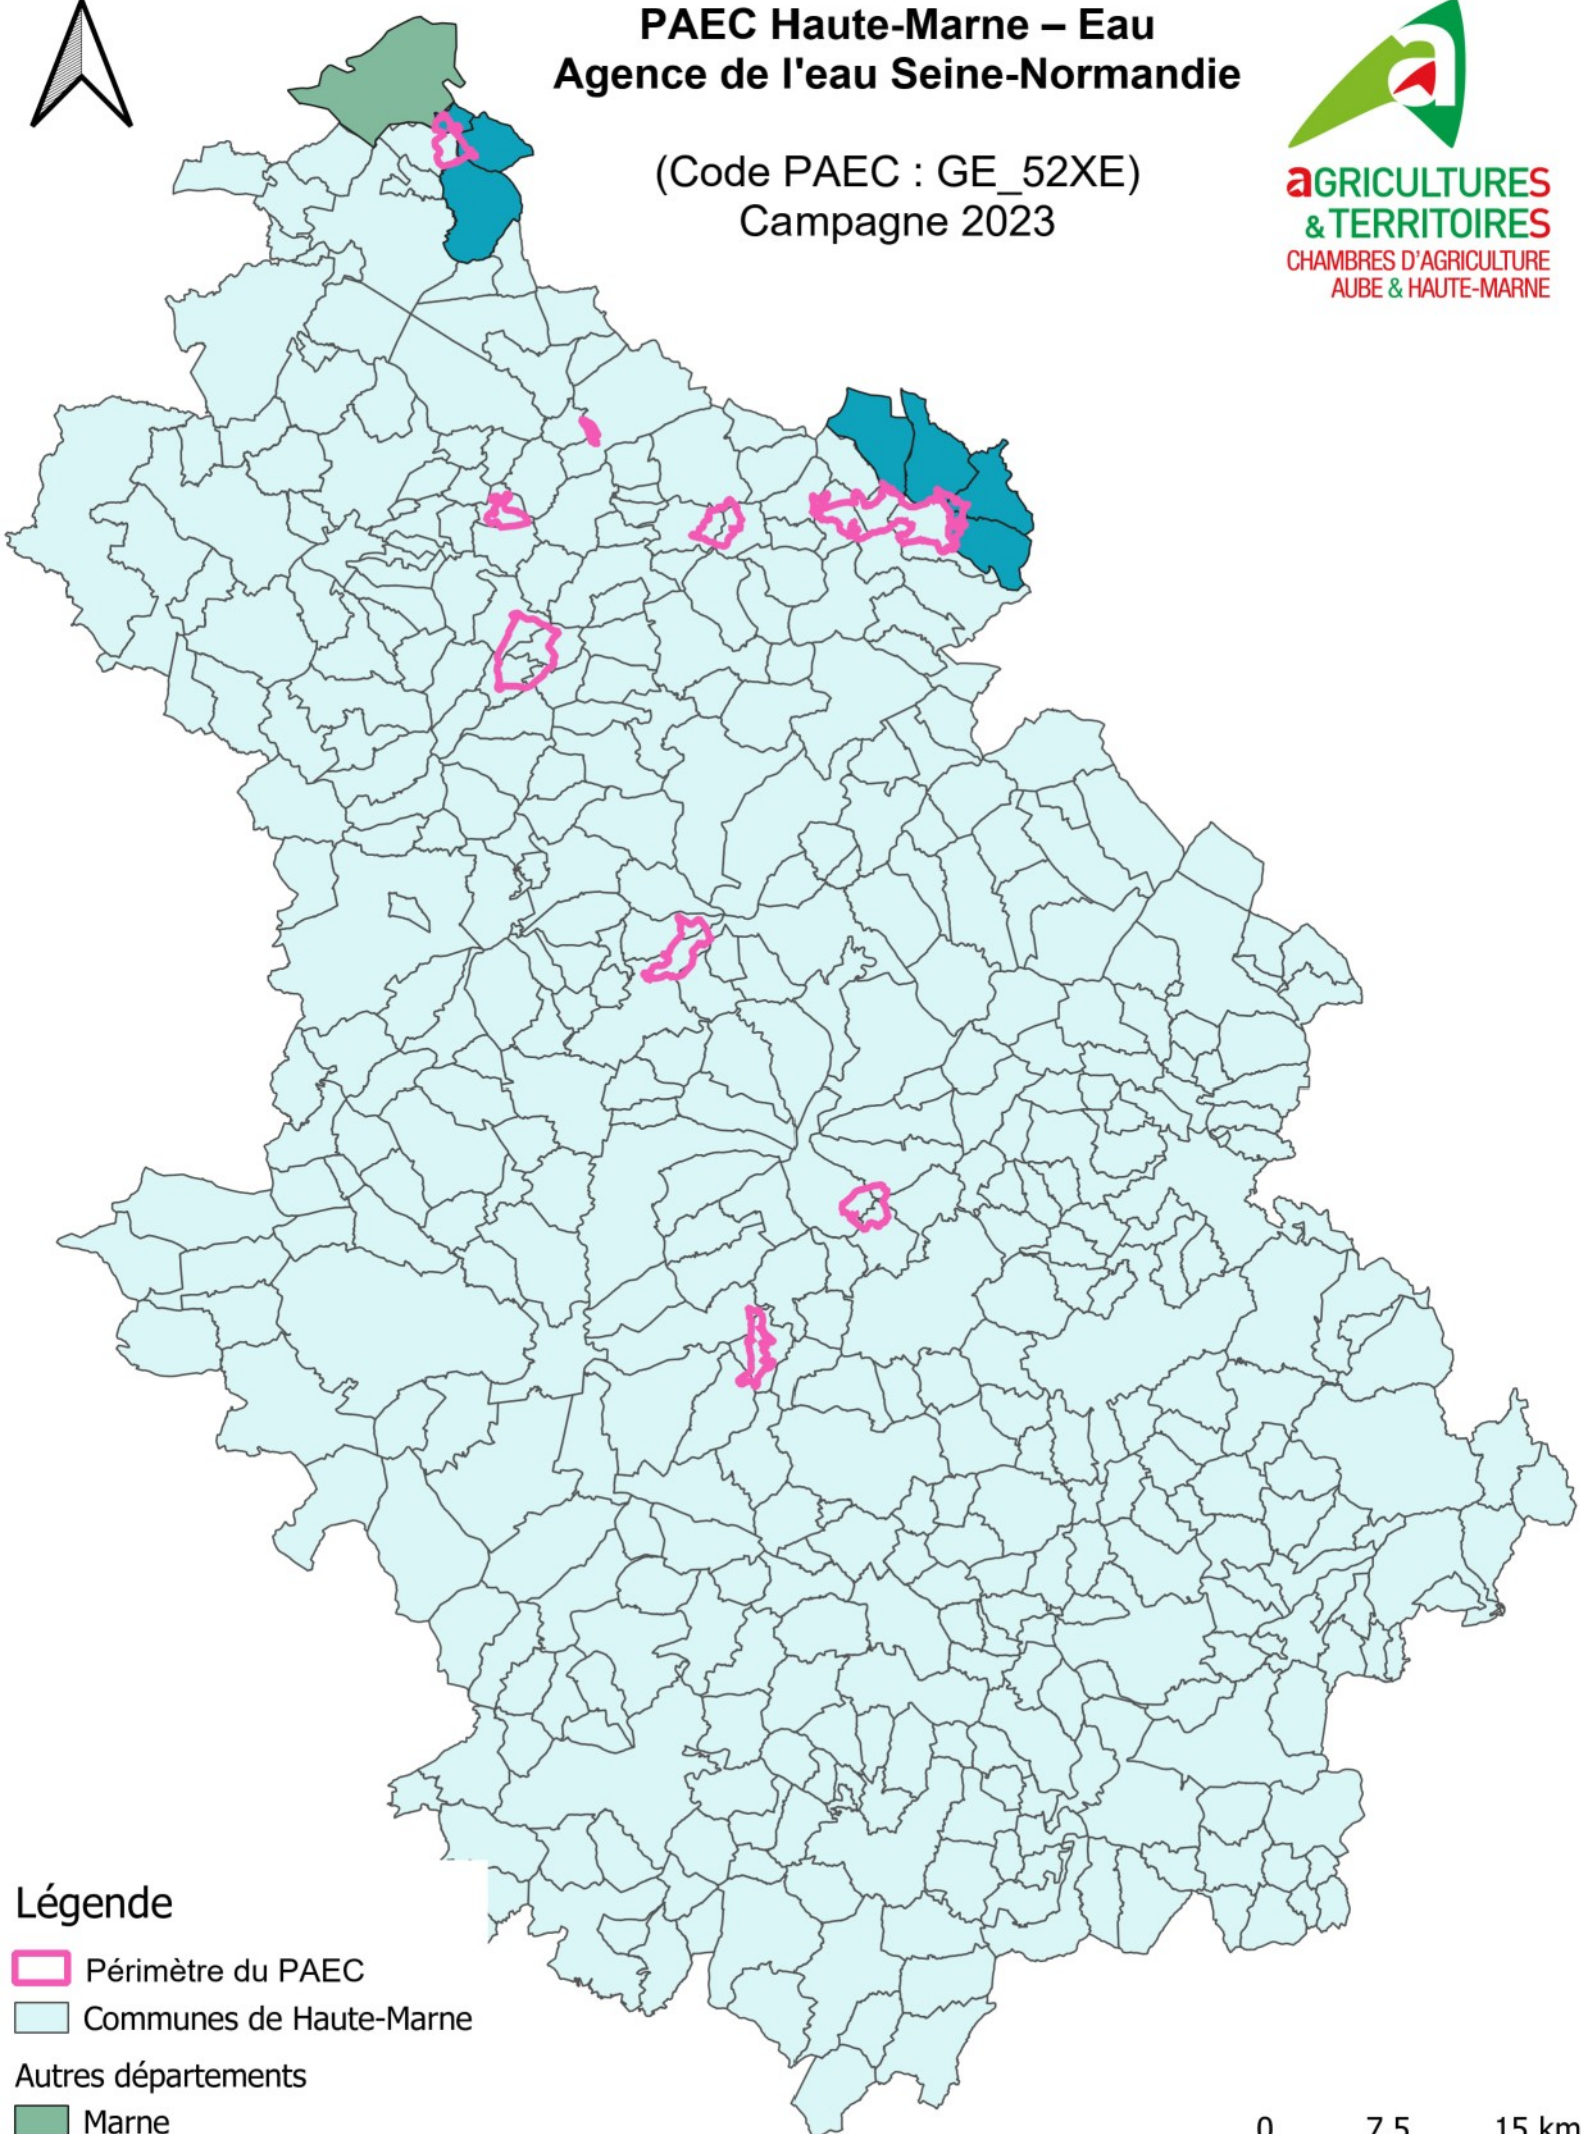 PAEC Haute-Marne – Eau
Agence de l'eau Seine-Normandie
(Code PAEC : GE_52XE)
Campagne 2023
a
aGRICULTURES
& TERRITOIRES
CHAMBRES D'AGRICULTURE
AUBE & HAUTE-MARNE
Légende
Périmètre du PAEC
Communes de Haute-Marne
Autres départements
Marne
0 7,5 15 km